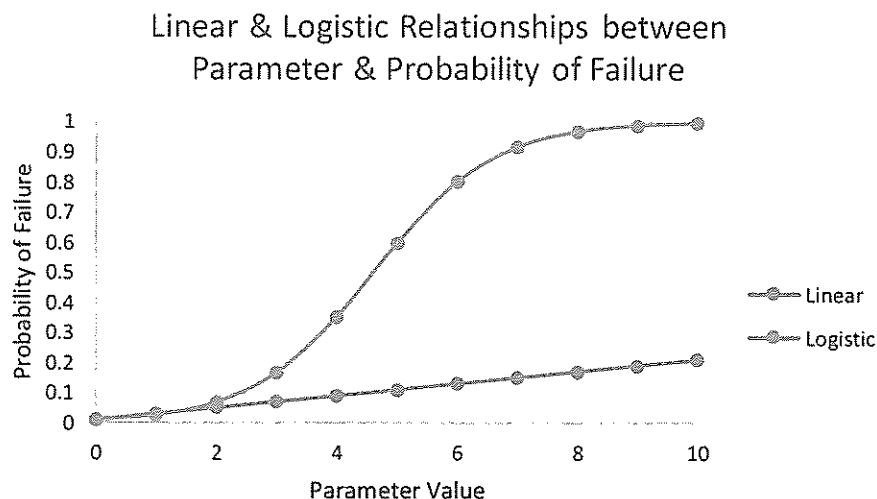 Linear & Logistic Relationships between
Parameter & Probability of Failure
Probability of Failure
1
0.9
0.8
0.7
0.6
0.5
0.4
0.3
0.2
0.1
0
0 2 4 6 8 10
Parameter Value
Linear
Logistic